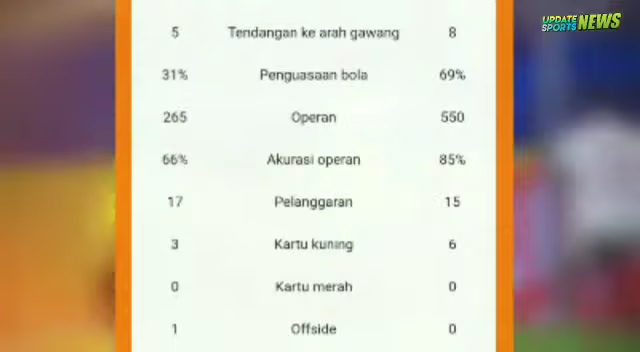 5 Tendangan ke arah gawang 8
31% Penguasaan bola 69%
265 Operan 550
66% Akurasi operan 85%
17 Pelanggaran 15
3 Kartu kuning 6
0 Kartu merah 0
1 Offside 0
UPDATE
SPORTS NEWS